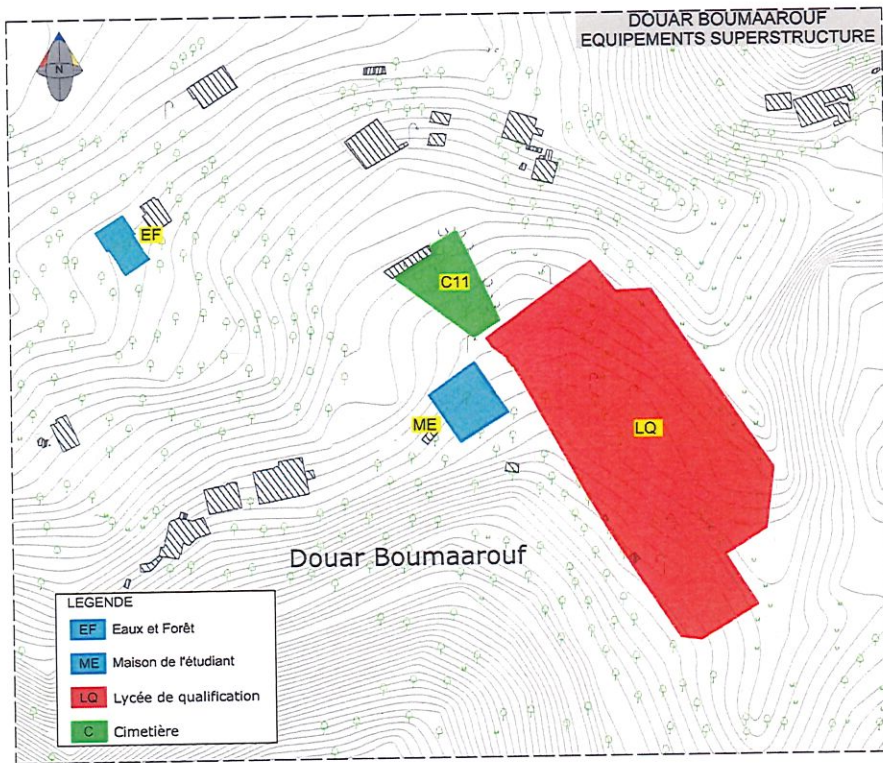 DOUAR BOUMAAROUF
EQUIPEMENTS SUPERSTRUCTURE
N
EF
C11
ME
LQ
Douar Boumaarouf
LEGENDE
EF Eaux et Forêt
ME Maison de l'étudiant
LQ Lycée de qualification
C Cimetière